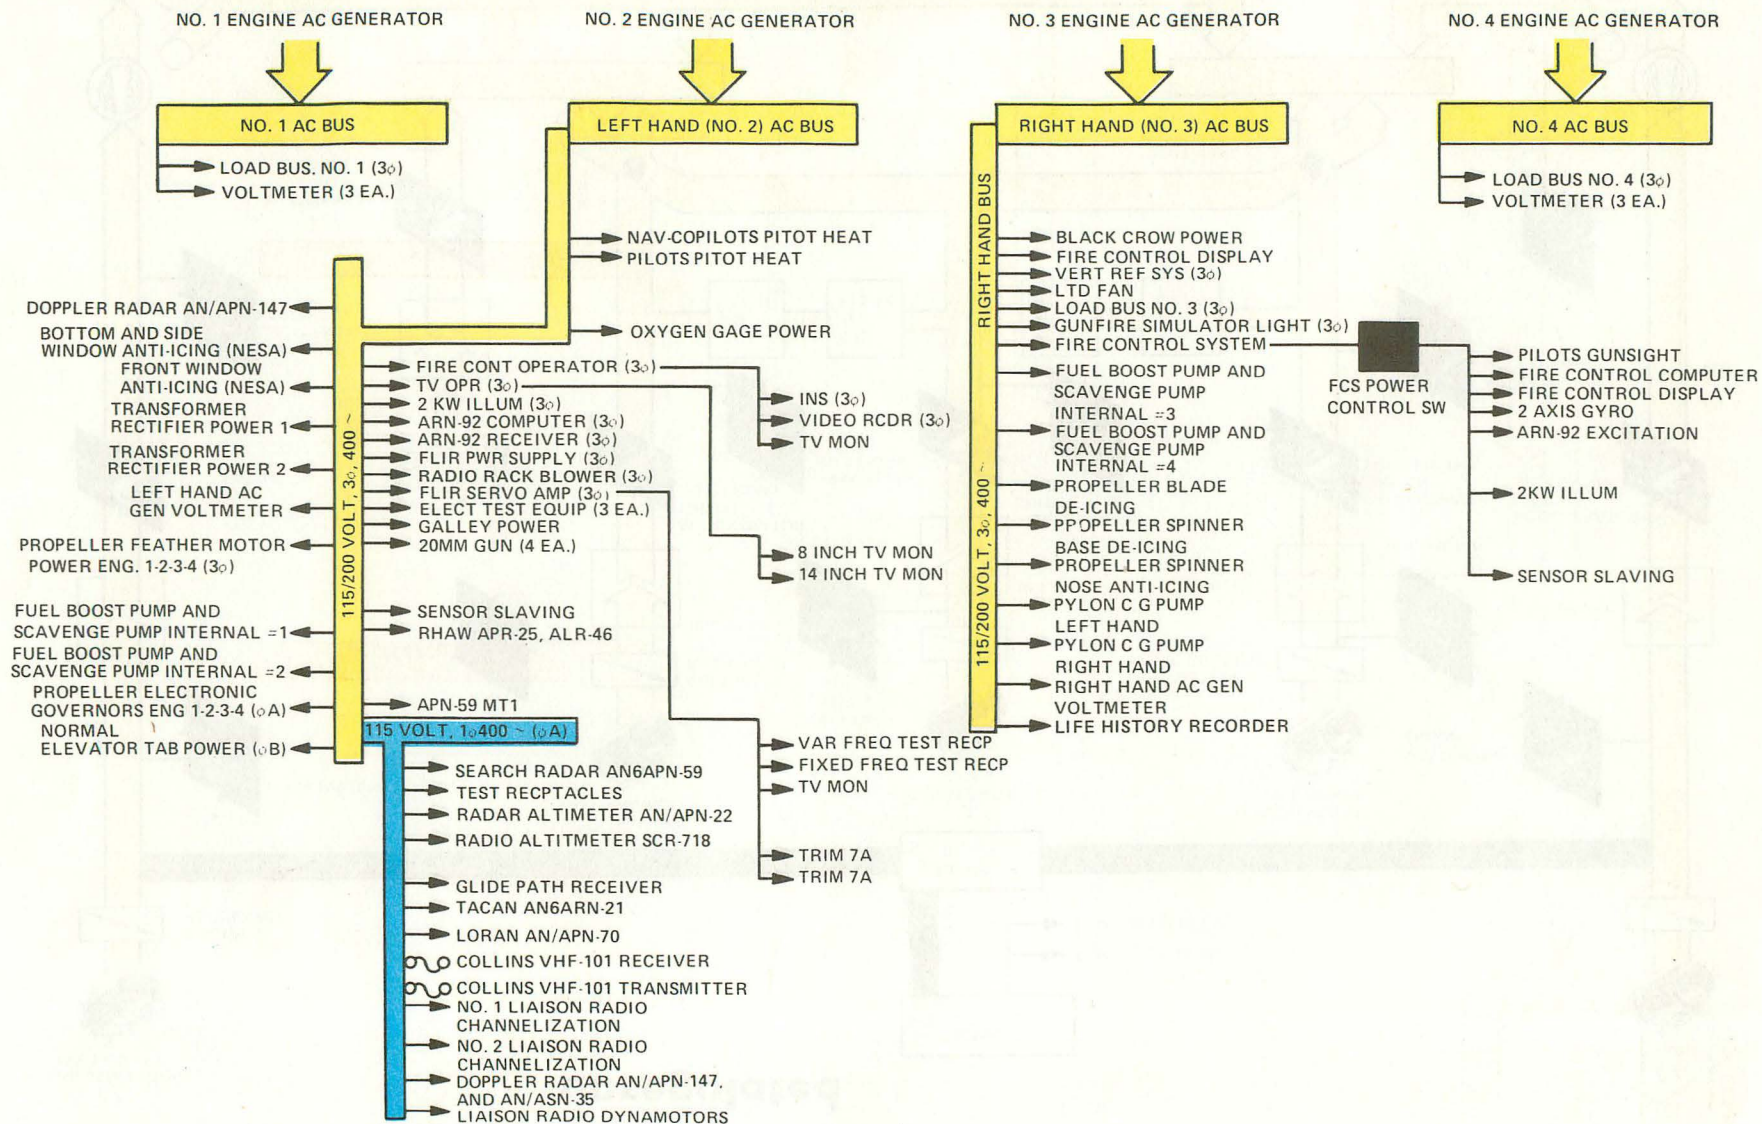 NO. 1 ENGINE AC GENERATOR
NO. 2 ENGINE AC GENERATOR
NO. 3 ENGINE AC GENERATOR
NO. 4 ENGINE AC GENERATOR
NO. 1 AC BUS
LEFT HAND (NO. 2) AC BUS
RIGHT HAND (NO. 3) AC BUS
NO. 4 AC BUS
LOAD BUS. NO. 1 (3ϕ)
VOLTMETER (3 EA.)
LOAD BUS NO. 4 (3ϕ)
VOLTMETER (3 EA.)
NAV-COPILOTS PITOT HEAT
PILOTS PITOT HEAT
OXYGEN GAGE POWER
DOPPLER RADAR AN/APN-147
BOTTOM AND SIDE
WINDOW ANTI-ICING (NESA)
FRONT WINDOW
ANTI-ICING (NESA)
TRANSFORMER
RECTIFIER POWER 1
TRANSFORMER
RECTIFIER POWER 2
LEFT HAND AC
GEN VOLTMETER
PROPELLER FEATHER MOTOR
POWER ENG. 1-2-3-4 (3ϕ)
FUEL BOOST PUMP AND
SCAVENGE PUMP INTERNAL =1
FUEL BOOST PUMP AND
SCAVENGE PUMP INTERNAL =2
PROPELLER ELECTRONIC
GOVERNORS ENG 1-2-3-4 (ϕA)
NORMAL
ELEVATOR TAB POWER (ϕB)
115/200 VOLT, 3ϕ, 400 ~
FIRE CONT OPERATOR (3ϕ)
TV OPR (3ϕ)
2 KW ILLUM (3ϕ)
ARN-92 COMPUTER (3ϕ)
ARN-92 RECEIVER (3ϕ)
FLIR PWR SUPPLY (3ϕ)
RADIO RACK BLOWER (3ϕ)
FLIR SERVO AMP (3ϕ)
ELECT TEST EQUIP (3 EA.)
GALLEY POWER
20MM GUN (4 EA.)
SENSOR SLAVING
RHAW APR-25, ALR-46
APN-59 MT1
INS (3ϕ)
VIDEO RCDR (3ϕ)
TV MON
8 INCH TV MON
14 INCH TV MON
VAR FREQ TEST RECP
FIXED FREQ TEST RECP
TV MON
TRIM 7A
TRIM 7A
115 VOLT, 1ϕ400 ~ (ϕA)
SEARCH RADAR AN6APN-59
TEST RECPTACLES
RADAR ALTIMETER AN/APN-22
RADIO ALTITMETER SCR-718
GLIDE PATH RECEIVER
TACAN AN6ARN-21
LORAN AN/APN-70
COLLINS VHF-101 RECEIVER
COLLINS VHF-101 TRANSMITTER
NO. 1 LIAISON RADIO
CHANNELIZATION
NO. 2 LIAISON RADIO
CHANNELIZATION
DOPPLER RADAR AN/APN-147,
AND AN/ASN-35
LIAISON RADIO DYNAMOTORS
RIGHT HAND BUS
115/200 VOLT, 3ϕ, 400 ~
BLACK CROW POWER
FIRE CONTROL DISPLAY
VERT REF SYS (3ϕ)
LTD FAN
LOAD BUS NO. 3 (3ϕ)
GUNFIRE SIMULATOR LIGHT (3ϕ)
FIRE CONTROL SYSTEM
FUEL BOOST PUMP AND
SCAVENGE PUMP
INTERNAL =3
FUEL BOOST PUMP AND
SCAVENGE PUMP
INTERNAL =4
PROPELLER BLADE
DE-ICING
PROPELLER SPINNER
BASE DE-ICING
PROPELLER SPINNER
NOSE ANTI-ICING
PYLON C G PUMP
LEFT HAND
PYLON C G PUMP
RIGHT HAND
RIGHT HAND AC GEN
VOLTMETER
LIFE HISTORY RECORDER
FCS POWER
CONTROL SW
PILOTS GUNSIGHT
FIRE CONTROL COMPUTER
FIRE CONTROL DISPLAY
2 AXIS GYRO
ARN-92 EXCITATION
2KW ILLUM
SENSOR SLAVING